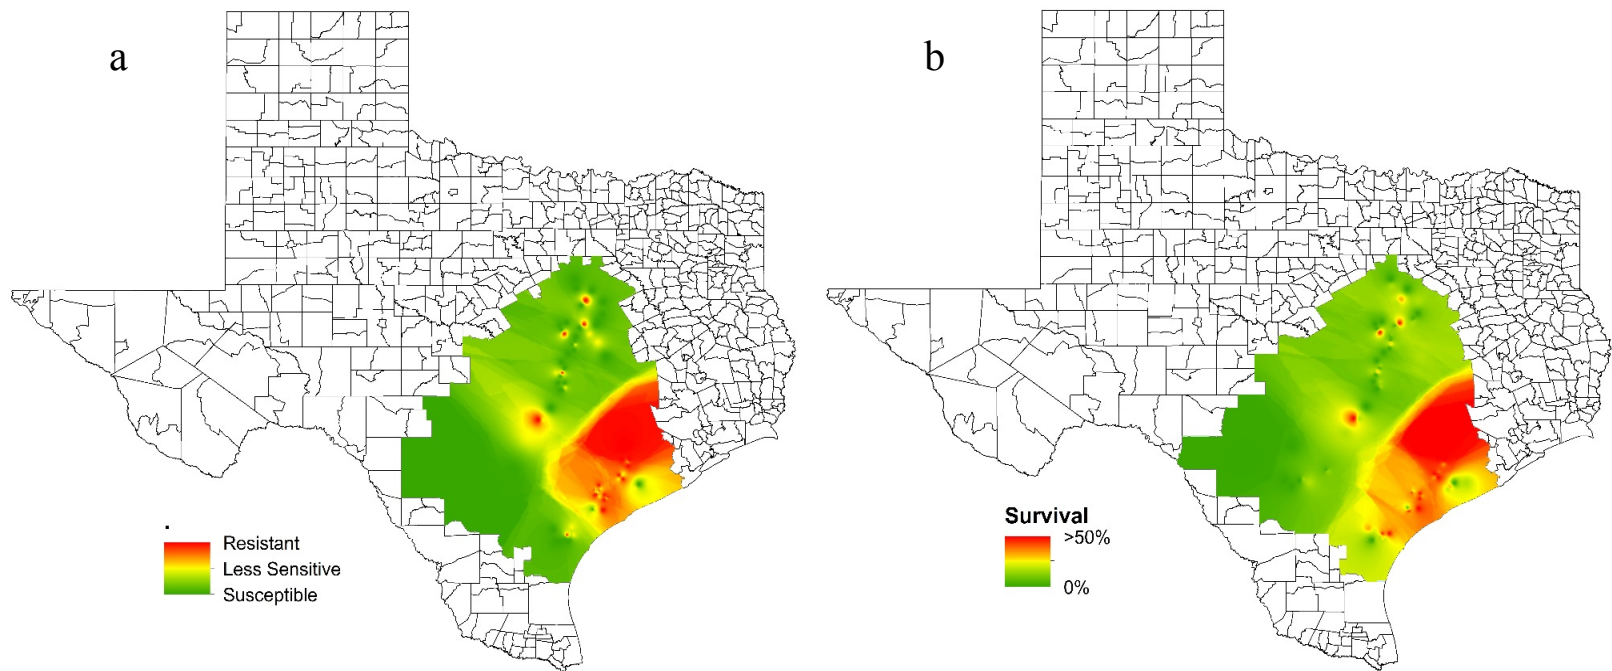 a
b
.
Resistant
Less Sensitive
Susceptible
Survival
>50%
0%